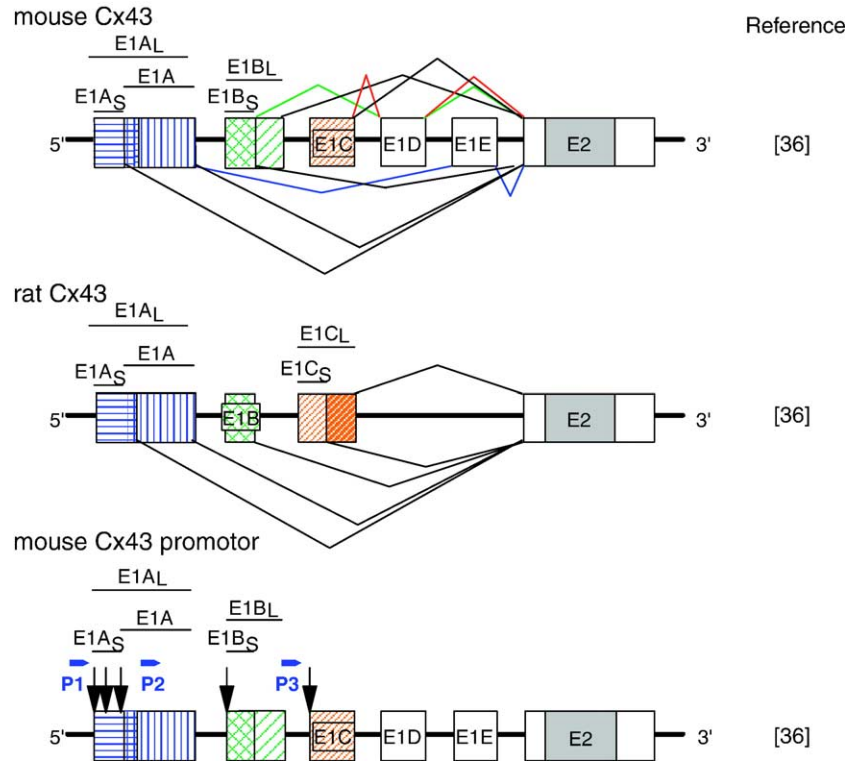 mouse Cx43
Reference
E1AL
E1A
E1BL
E1AS
E1BS
5' E1C E1D E1E E2 3' [36]
rat Cx43
E1AL
E1CL
E1A
E1AS
E1CS
5' E1B E2 3' [36]
mouse Cx43 promotor
E1AL
E1A
E1BL
E1AS
E1BS
P1 P2 P3
5' E1C E1D E1E E2 3' [36]